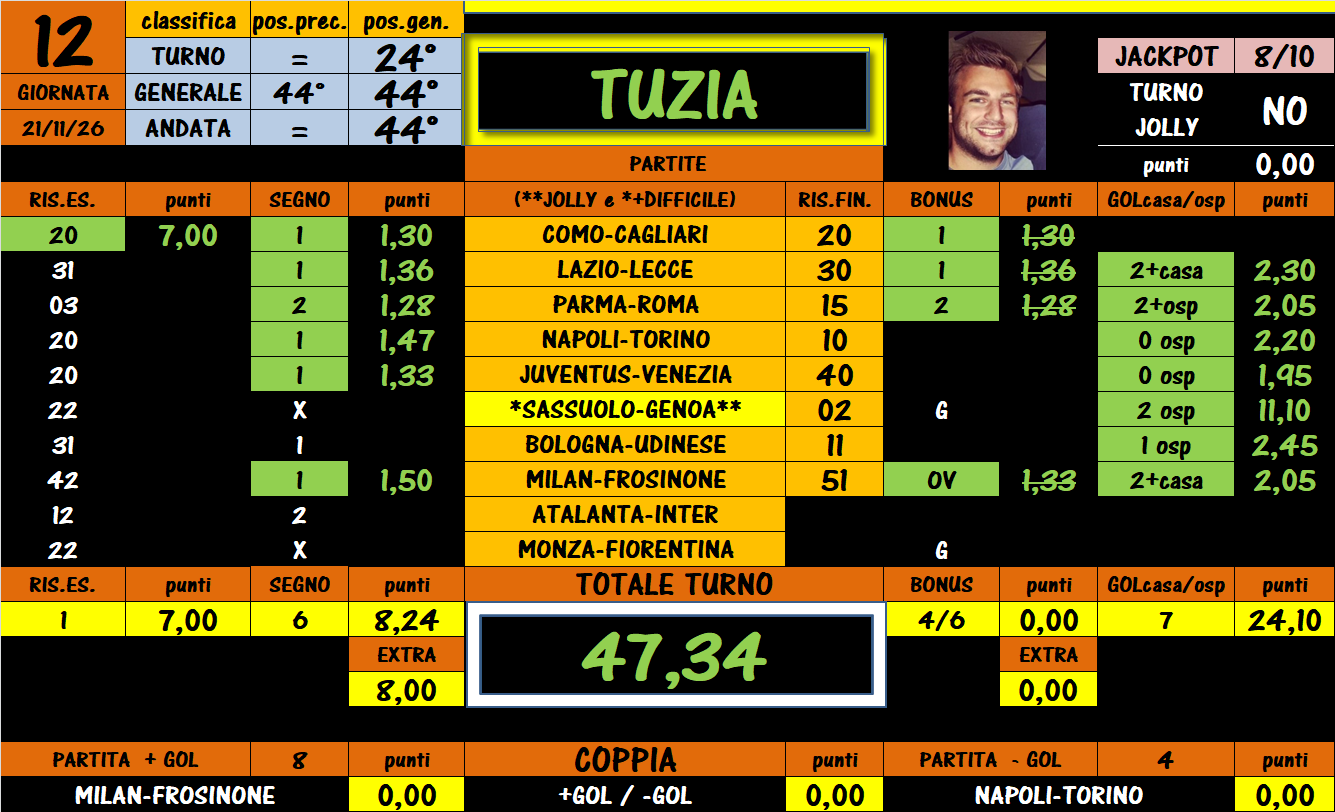 12 classifica pos.prec. pos.gen.
TURNO = 24°
GIORNATA GENERALE 44° 44°
21/11/26 ANDATA = 44°
TUZIA
JACKPOT 8/10
TURNO JOLLY NO
punti 0,00
PARTITE
RIS.ES. punti SEGNO punti (**JOLLY e *+DIFFICILE) RIS.FIN. BONUS punti GOLcasa/osp punti
20 7,00 1 1,30 COMO-CAGLIARI 20 1 1,30
31 1 1,36 LAZIO-LECCE 30 1 1,36 2+casa 2,30
03 2 1,28 PARMA-ROMA 15 2 1,28 2+osp 2,05
20 1 1,47 NAPOLI-TORINO 10 0 osp 2,20
20 1 1,33 JUVENTUS-VENEZIA 40 0 osp 1,95
22 X *SASSUOLO-GENOA** 02 G 2 osp 11,10
31 1 BOLOGNA-UDINESE 11 1 osp 2,45
42 1 1,50 MILAN-FROSINONE 51 OV 1,33 2+casa 2,05
12 2 ATALANTA-INTER
22 X MONZA-FIORENTINA G
RIS.ES. punti SEGNO punti TOTALE TURNO BONUS punti GOLcasa/osp punti
1 7,00 6 8,24 47,34 4/6 0,00 7 24,10
EXTRA EXTRA
8,00 0,00
PARTITA + GOL 8 punti COPPIA punti PARTITA - GOL 4 punti
MILAN-FROSINONE 0,00 +GOL / -GOL 0,00 NAPOLI-TORINO 0,00